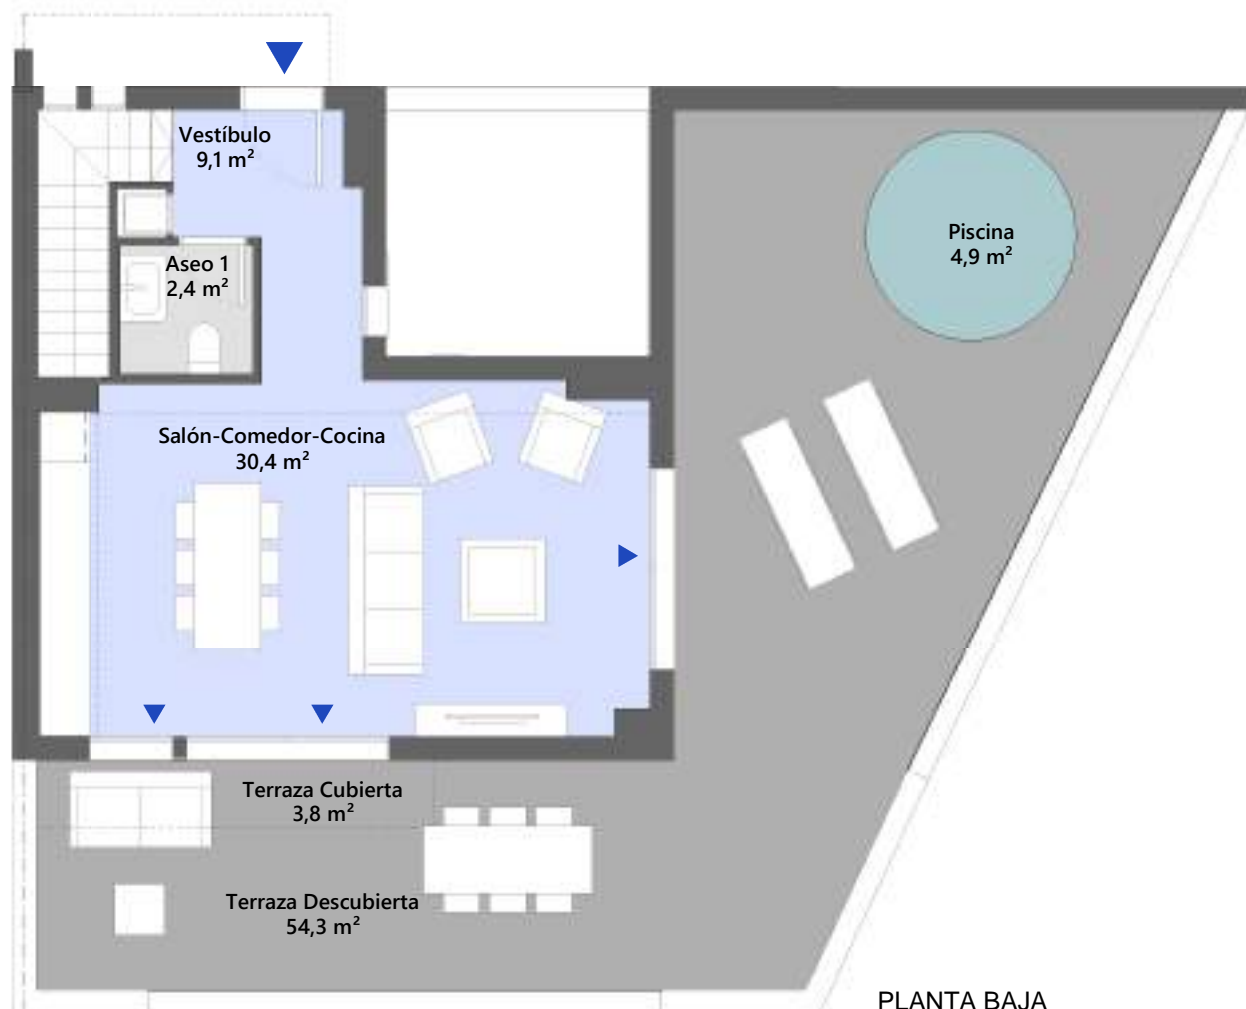 Vestíbulo
9,1 m²
Piscina
4,9 m²
Aseo 1
2,4 m²
Salón-Comedor-Cocina
30,4 m²
Terraza Cubierta
3,8 m²
Terraza Descubierta
54,3 m²
PLANTA BAJA